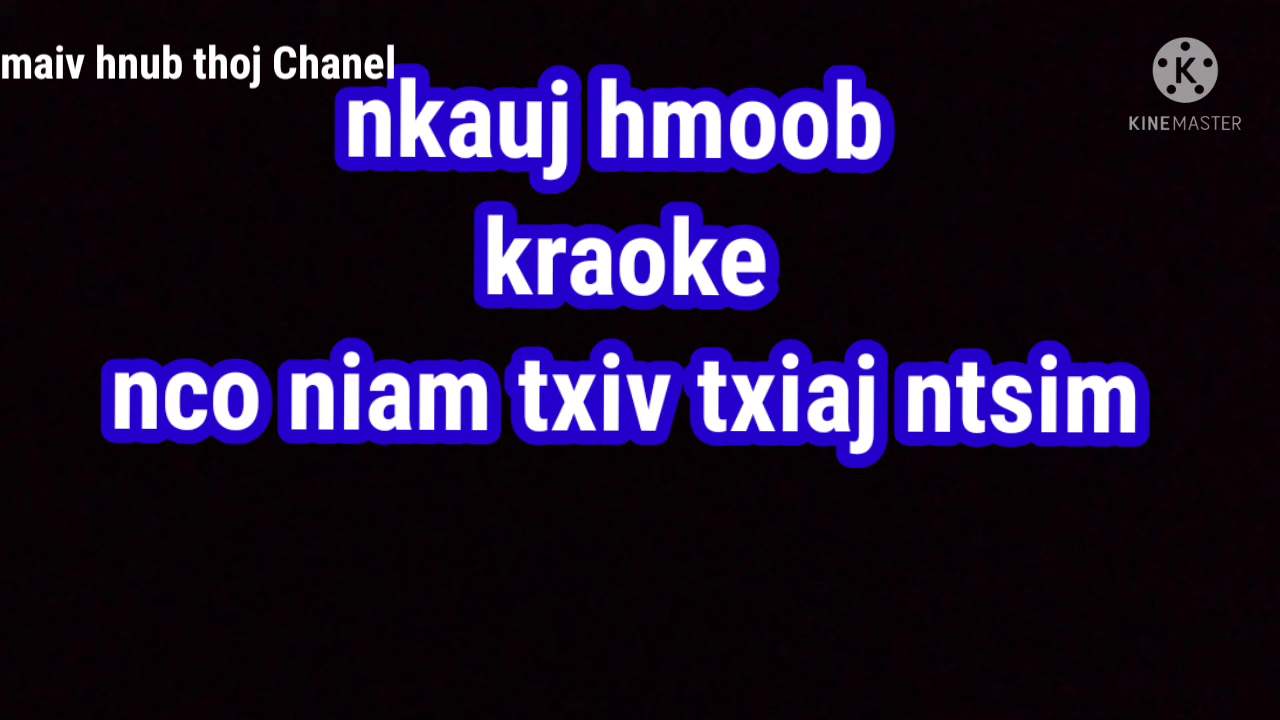 maiv hnub thoj Chanel
nkauj hmoob
K
KINEMASTER
kraoke
nco niam txiv txiaj ntsim